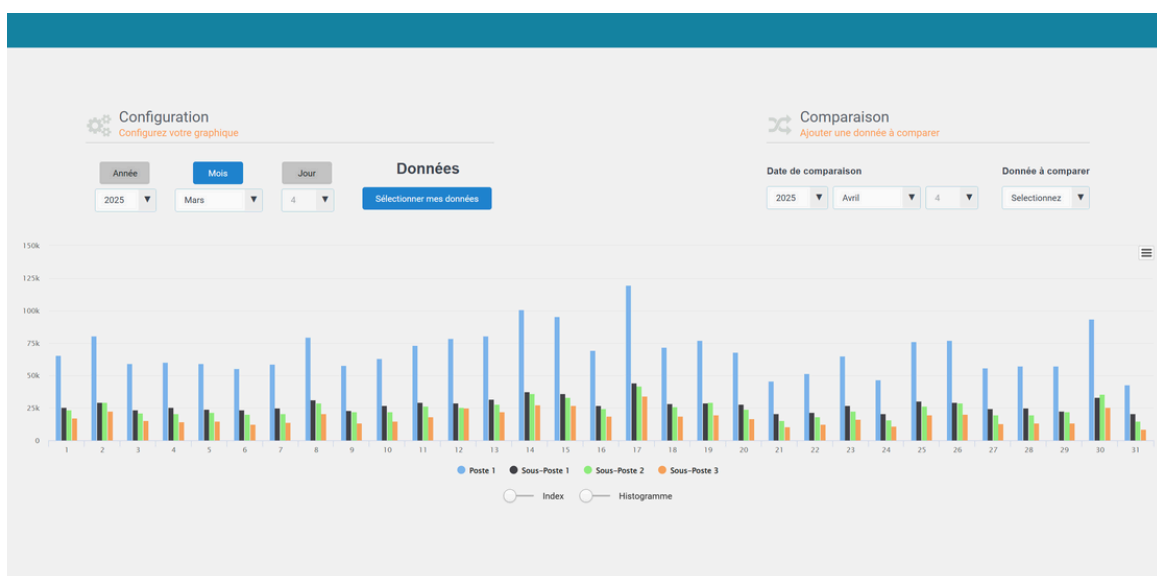 Configuration
Configurez votre graphique
Comparaison
Ajouter une donnée à comparer
Année Mois Jour Données
2025 Mars 4 Sélectionner mes données
Date de comparaison Donnée à comparer
2025 Avril 4 Selectionnez
150k
125k
100k
75k
50k
25k
0
1 2 3 4 5 6 7 8 9 10 11 12 13 14 15 16 17 18 19 20 21 22 23 24 25 26 27 28 29 30 31
Poste 1 Sous-Poste 1 Sous-Poste 2 Sous-Poste 3
Index Histogramme